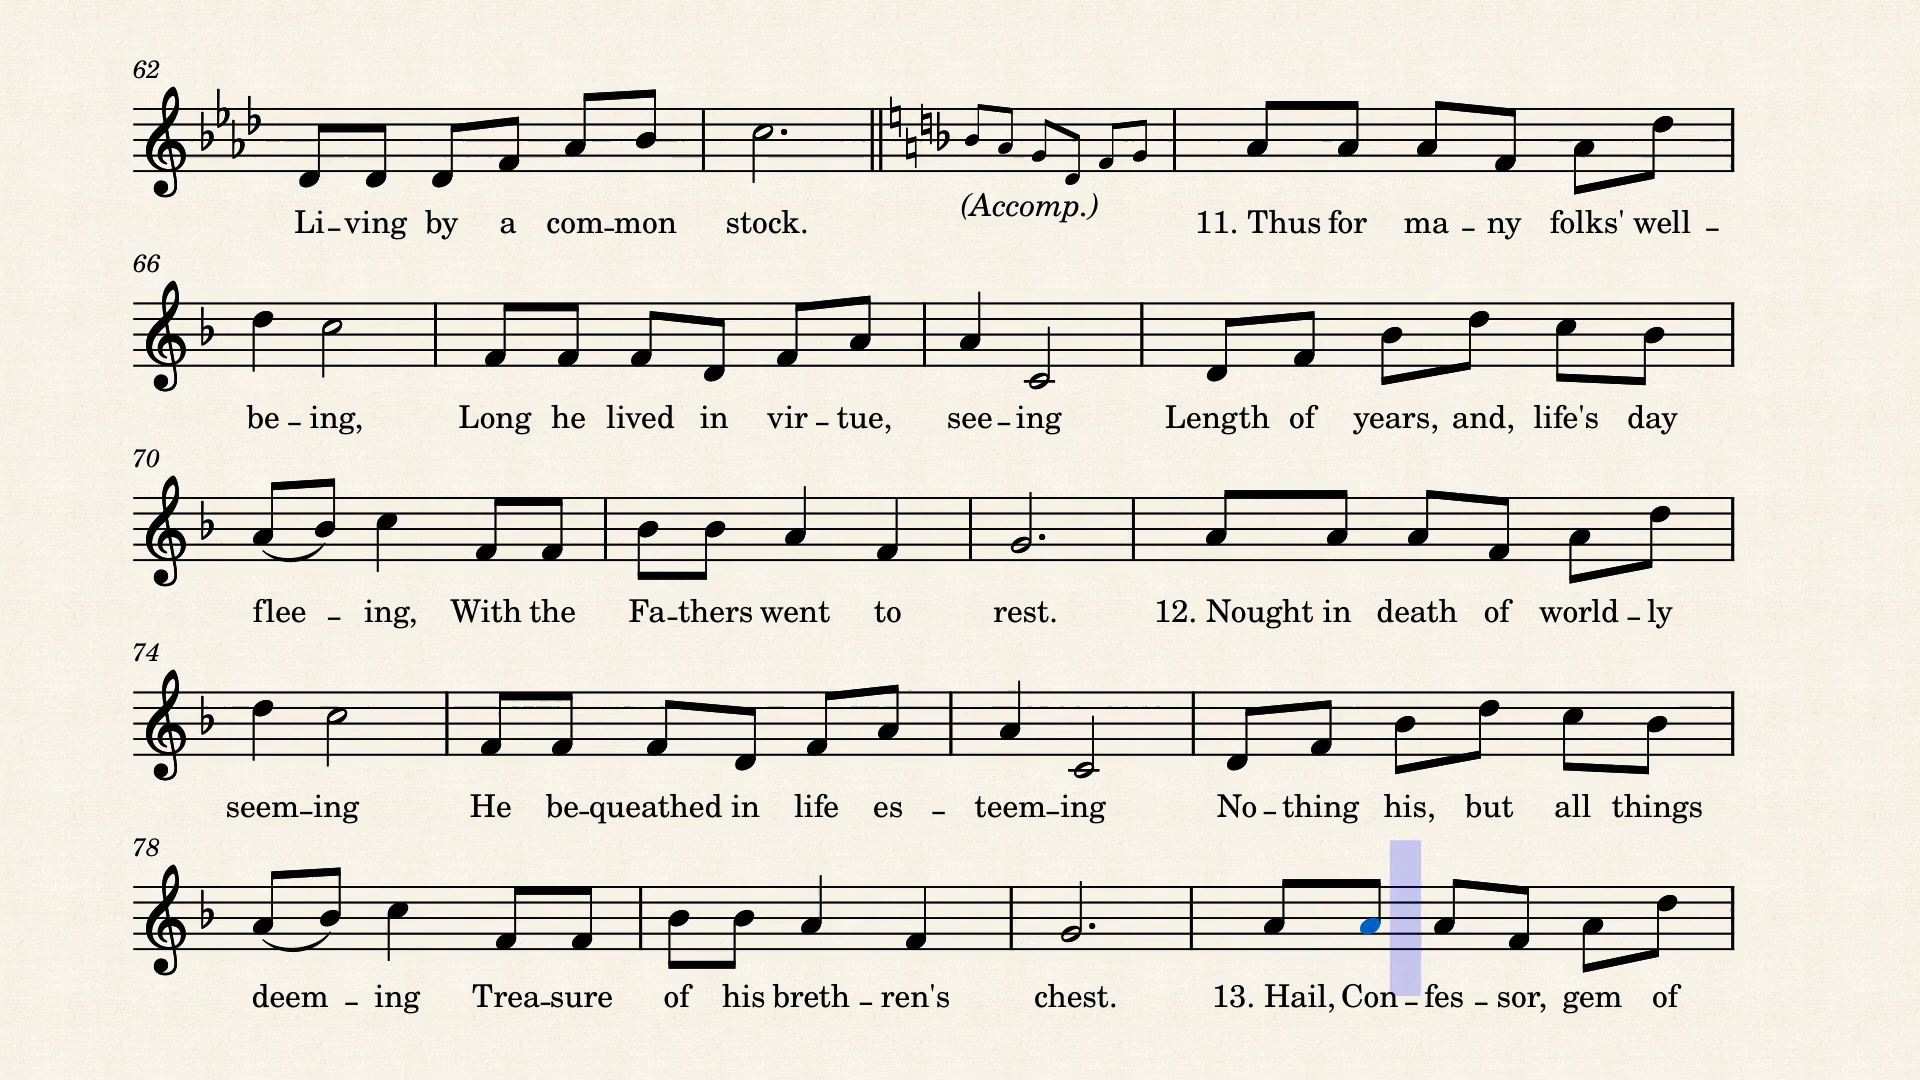 62
Li–ving by a com–mon stock. (Accomp.) 11. Thus for ma – ny folks' well –
66
be – ing, Long he lived in vir – tue, see – ing Length of years, and, life's day
70
flee – ing, With the Fa–thers went to rest. 12. Nought in death of world – ly
74
seem–ing He be–queathed in life es – teem–ing No – thing his, but all things
78
deem – ing Trea–sure of his breth – ren's chest. 13. Hail, Con – fes – sor, gem of